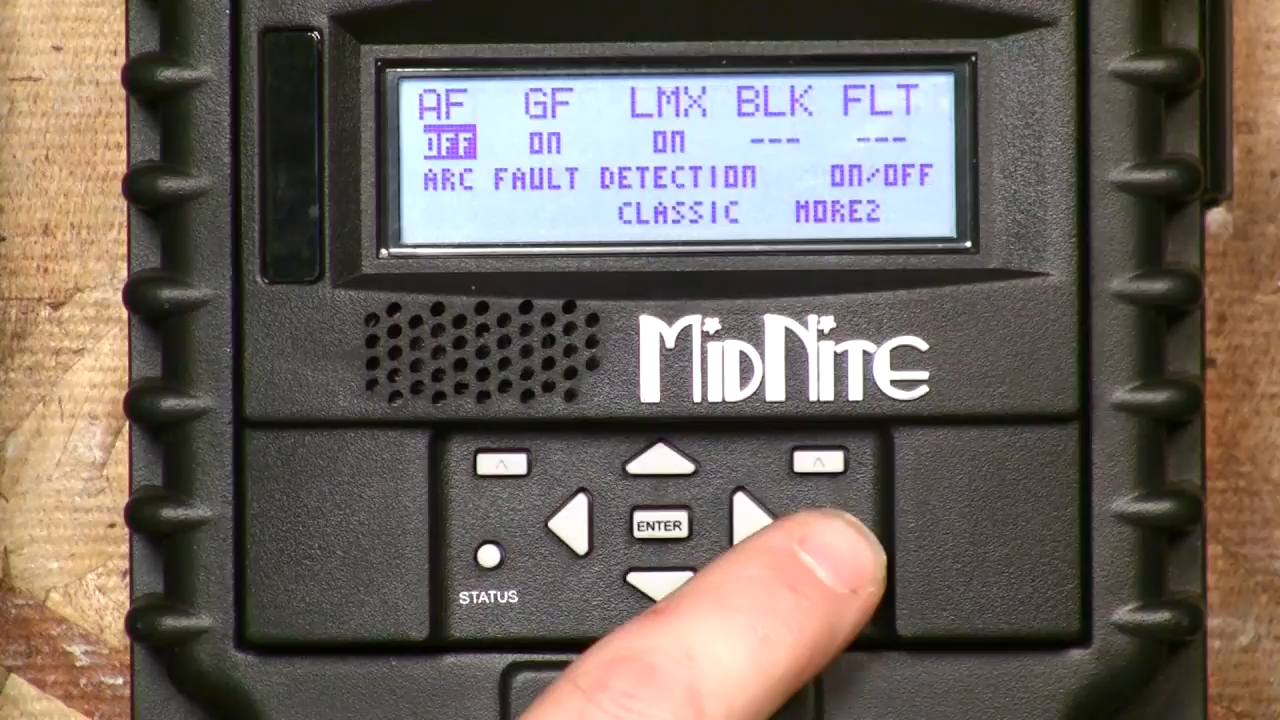 AF GF LMX BLK FLT
OFF ON ON --- ---
ARC FAULT DETECTION ON/OFF
CLASSIC MORE2
MIDNITE
ENTER
STATUS